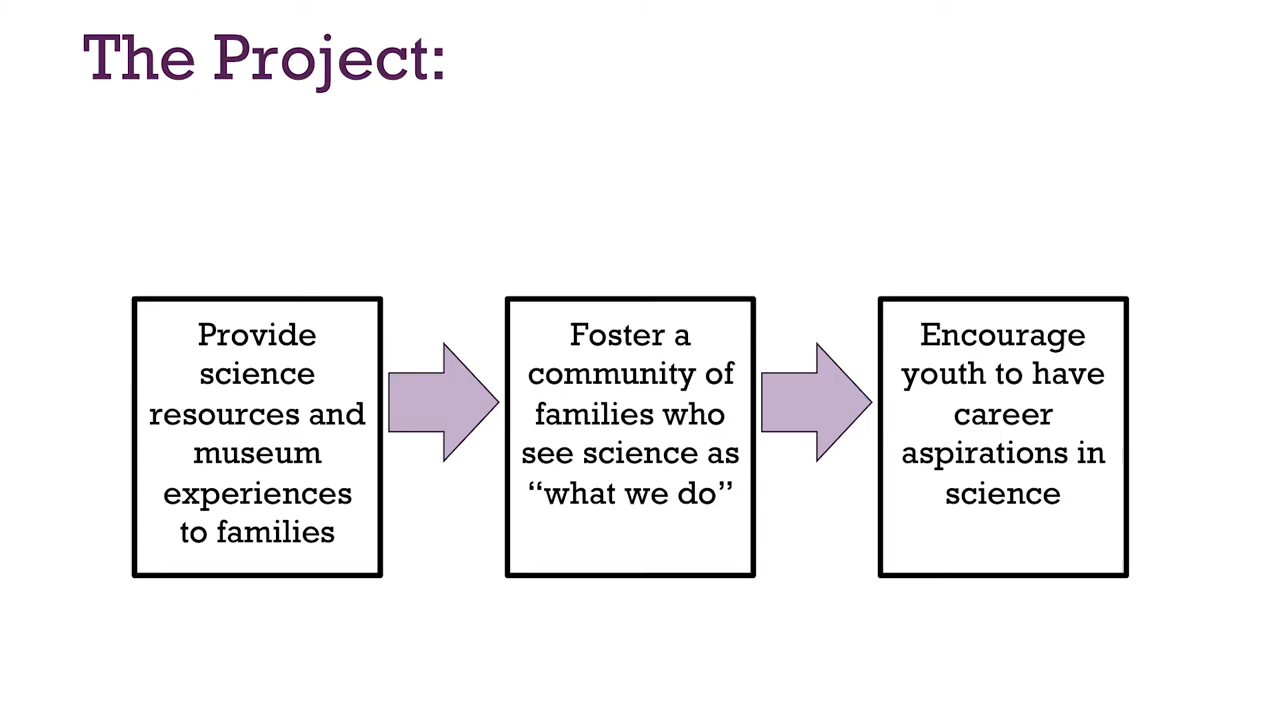 The Project:
Provide
science
resources and
museum
experiences
to families
Foster a
community of
families who
see science as
“what we do”
Encourage
youth to have
career
aspirations in
science